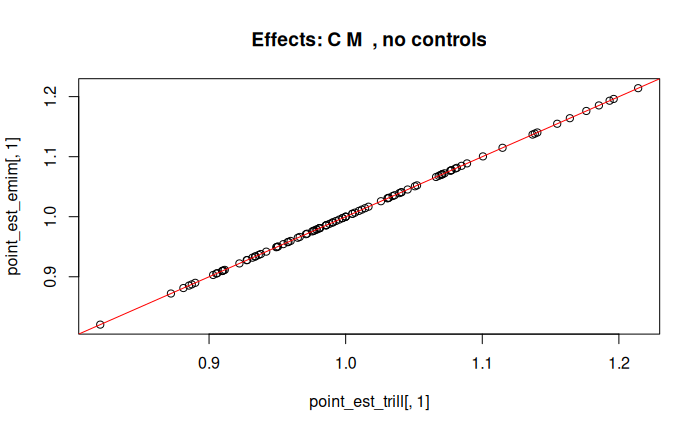 Effects: C M  , no controls
point_est_emim[, 1]
1.2
1.1
1.0
0.9
0.9 1.0 1.1 1.2
point_est_trill[, 1]